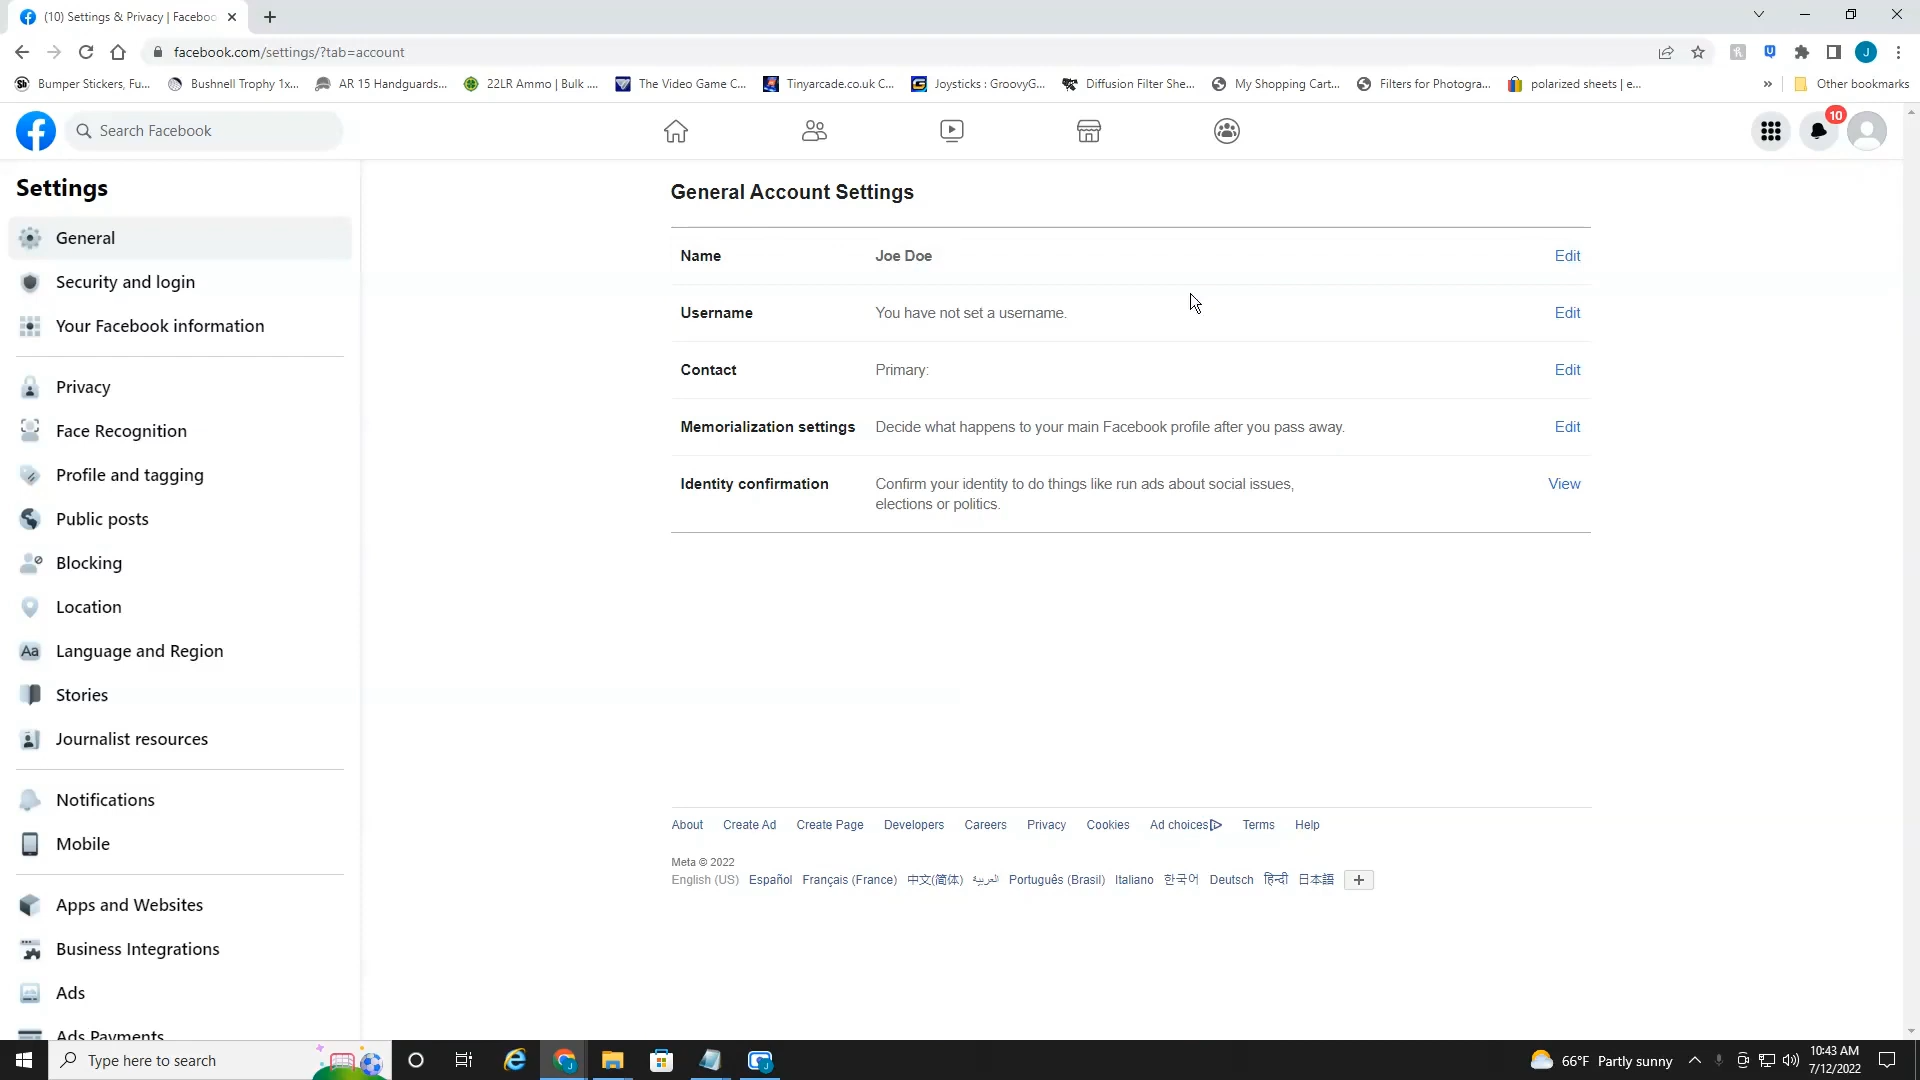 (10) Settings & Privacy | Faceboo
facebook.com/settings/?tab=account
J
Bumper Stickers, Fu...
Bushnell Trophy 1x...
AR 15 Handguards...
22LR Ammo | Bulk ....
The Video Game C...
Tinyarcade.co.uk C...
Joysticks : GroovyG...
Diffusion Filter She...
My Shopping Cart...
Filters for Photogra...
polarized sheets | e...
»
Other bookmarks
Search Facebook
10
Settings
General
Security and login
Your Facebook information
Privacy
Face Recognition
Profile and tagging
Public posts
Blocking
Location
Aa Language and Region
Stories
Journalist resources
Notifications
Mobile
Apps and Websites
Business Integrations
Ads
Ads Payments
General Account Settings
Name Joe Doe Edit
Username You have not set a username. Edit
Contact Primary: Edit
Memorialization settings Decide what happens to your main Facebook profile after you pass away. Edit
Identity confirmation Confirm your identity to do things like run ads about social issues, View
elections or politics.
About Create Ad Create Page Developers Careers Privacy Cookies Ad choices Terms Help
Meta © 2022
English (US) Español Français (France) 中文(简体) العربية Português (Brasil) Italiano 한국어 Deutsch हिन्दी 日本語 +
Type here to search
66°F Partly sunny
10:43 AM
7/12/2022